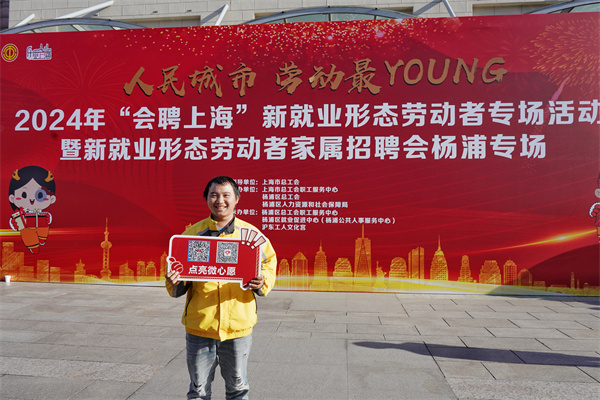 人民城市 劳动最YOUNG
2024年“会聘上海”新就业形态劳动者专场活动
暨新就业形态劳动者家属招聘会杨浦专场
导单位：上海市总工会
办单位：上海市总工会职工服务中心
杨浦区总工会
杨浦区人力资源和社会保障局
办单位：杨浦区总工会职工服务中心
杨浦区就业促进中心（杨浦公共人事服务中心）
沪东工人文化宫
点亮微心愿